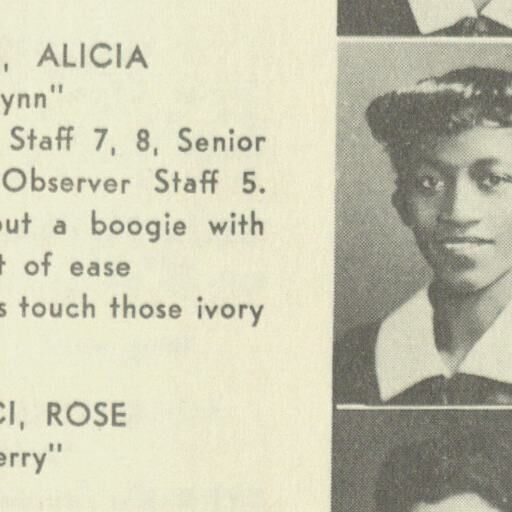 , ALICIA
ynn"
Staff 7, 8, Senior
Observer Staff 5.
out a boogie with
of ease
s touch those ivory
CI, ROSE
erry"